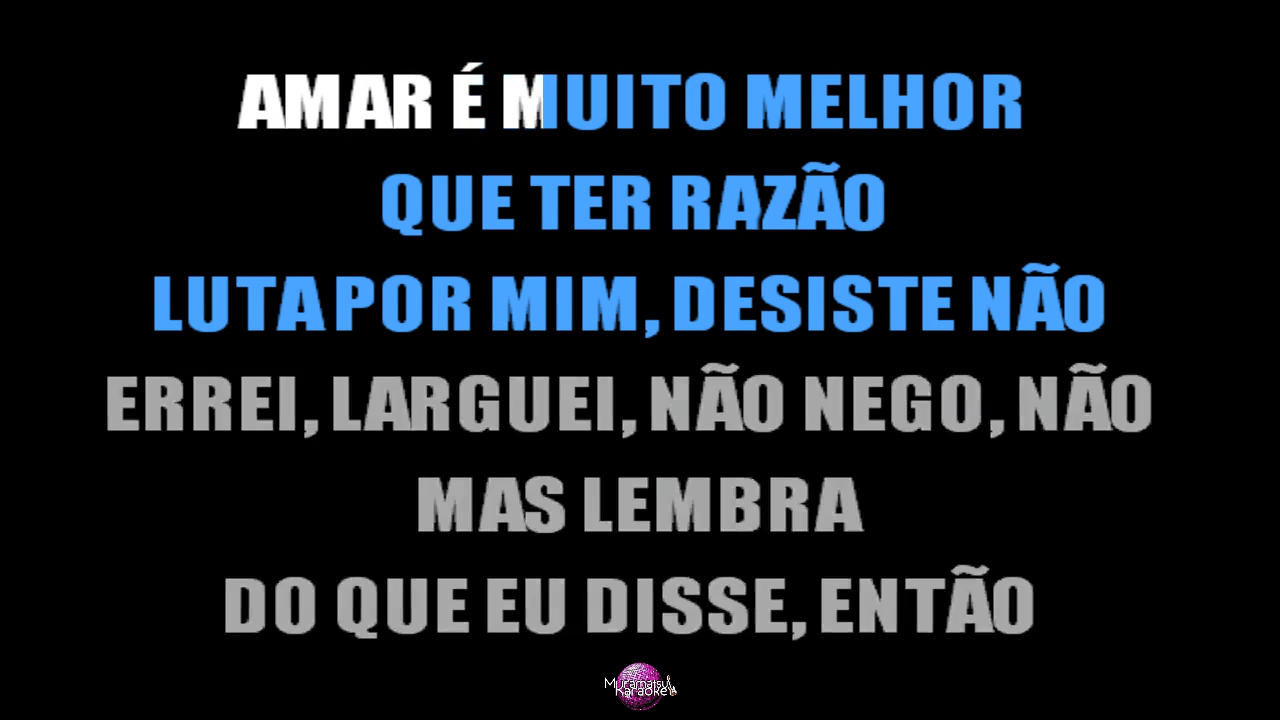 AMAR É MUITO MELHOR
QUE TER RAZÃO
LUTA POR MIM, DESISTE NÃO
ERREI, LARGUEI, NÃO NEGO, NÃO
MAS LEMBRA
DO QUE EU DISSE, ENTÃO
Muramatsu
Karaokê